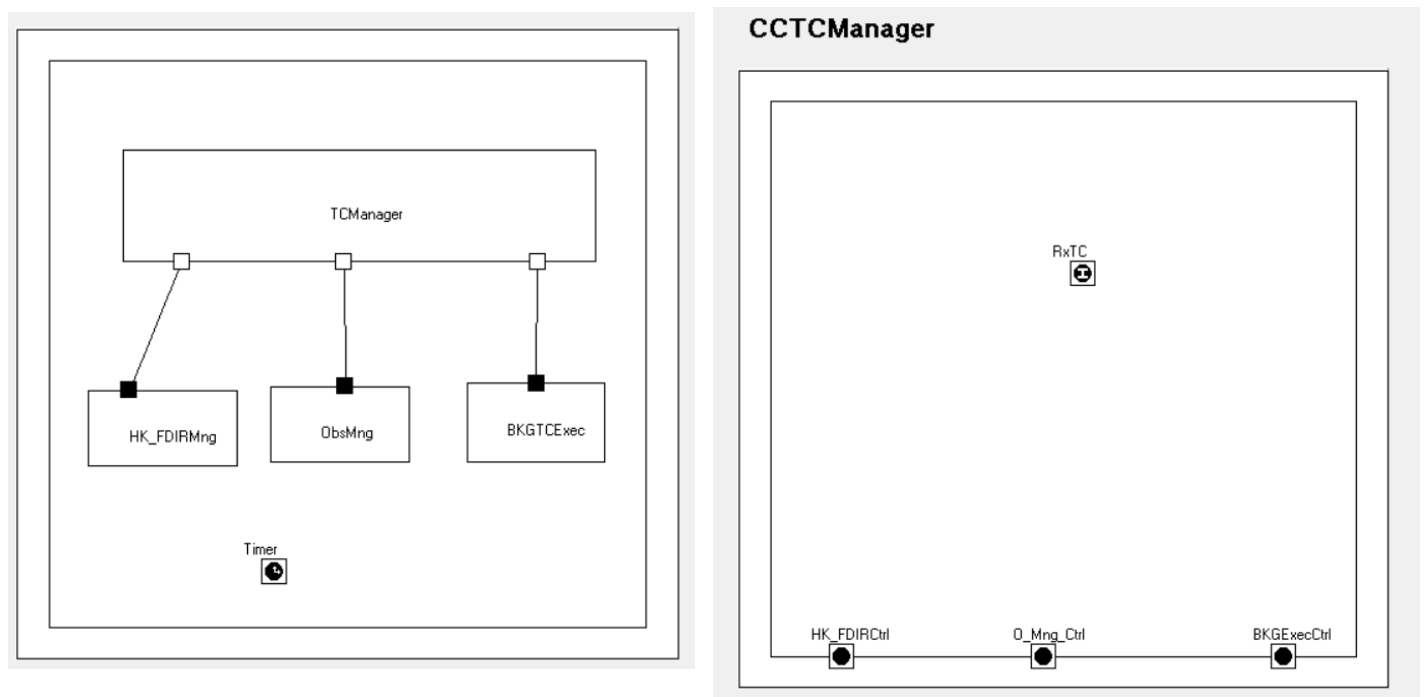 TCManager
HK_FDIRMng
ObsMng
BKGTCExec
Timer
CCTCManager
RxTC
HK_FDIRCtrl
O_Mng_Ctrl
BKGExecCtrl